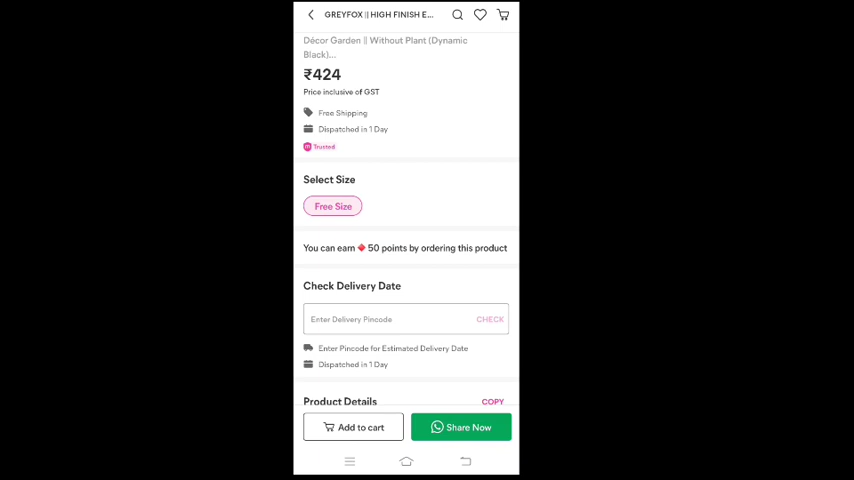 GREYFOX || HIGH FINISH E...
Décor Garden || Without Plant (Dynamic
Black)...
₹424
Price inclusive of GST
Free Shipping
Dispatched in 1 Day
m Trusted
Select Size
Free Size
You can earn 50 points by ordering this product
Check Delivery Date
Enter Delivery Pincode CHECK
Enter Pincode for Estimated Delivery Date
Dispatched in 1 Day
Product Details COPY
Add to cart Share Now